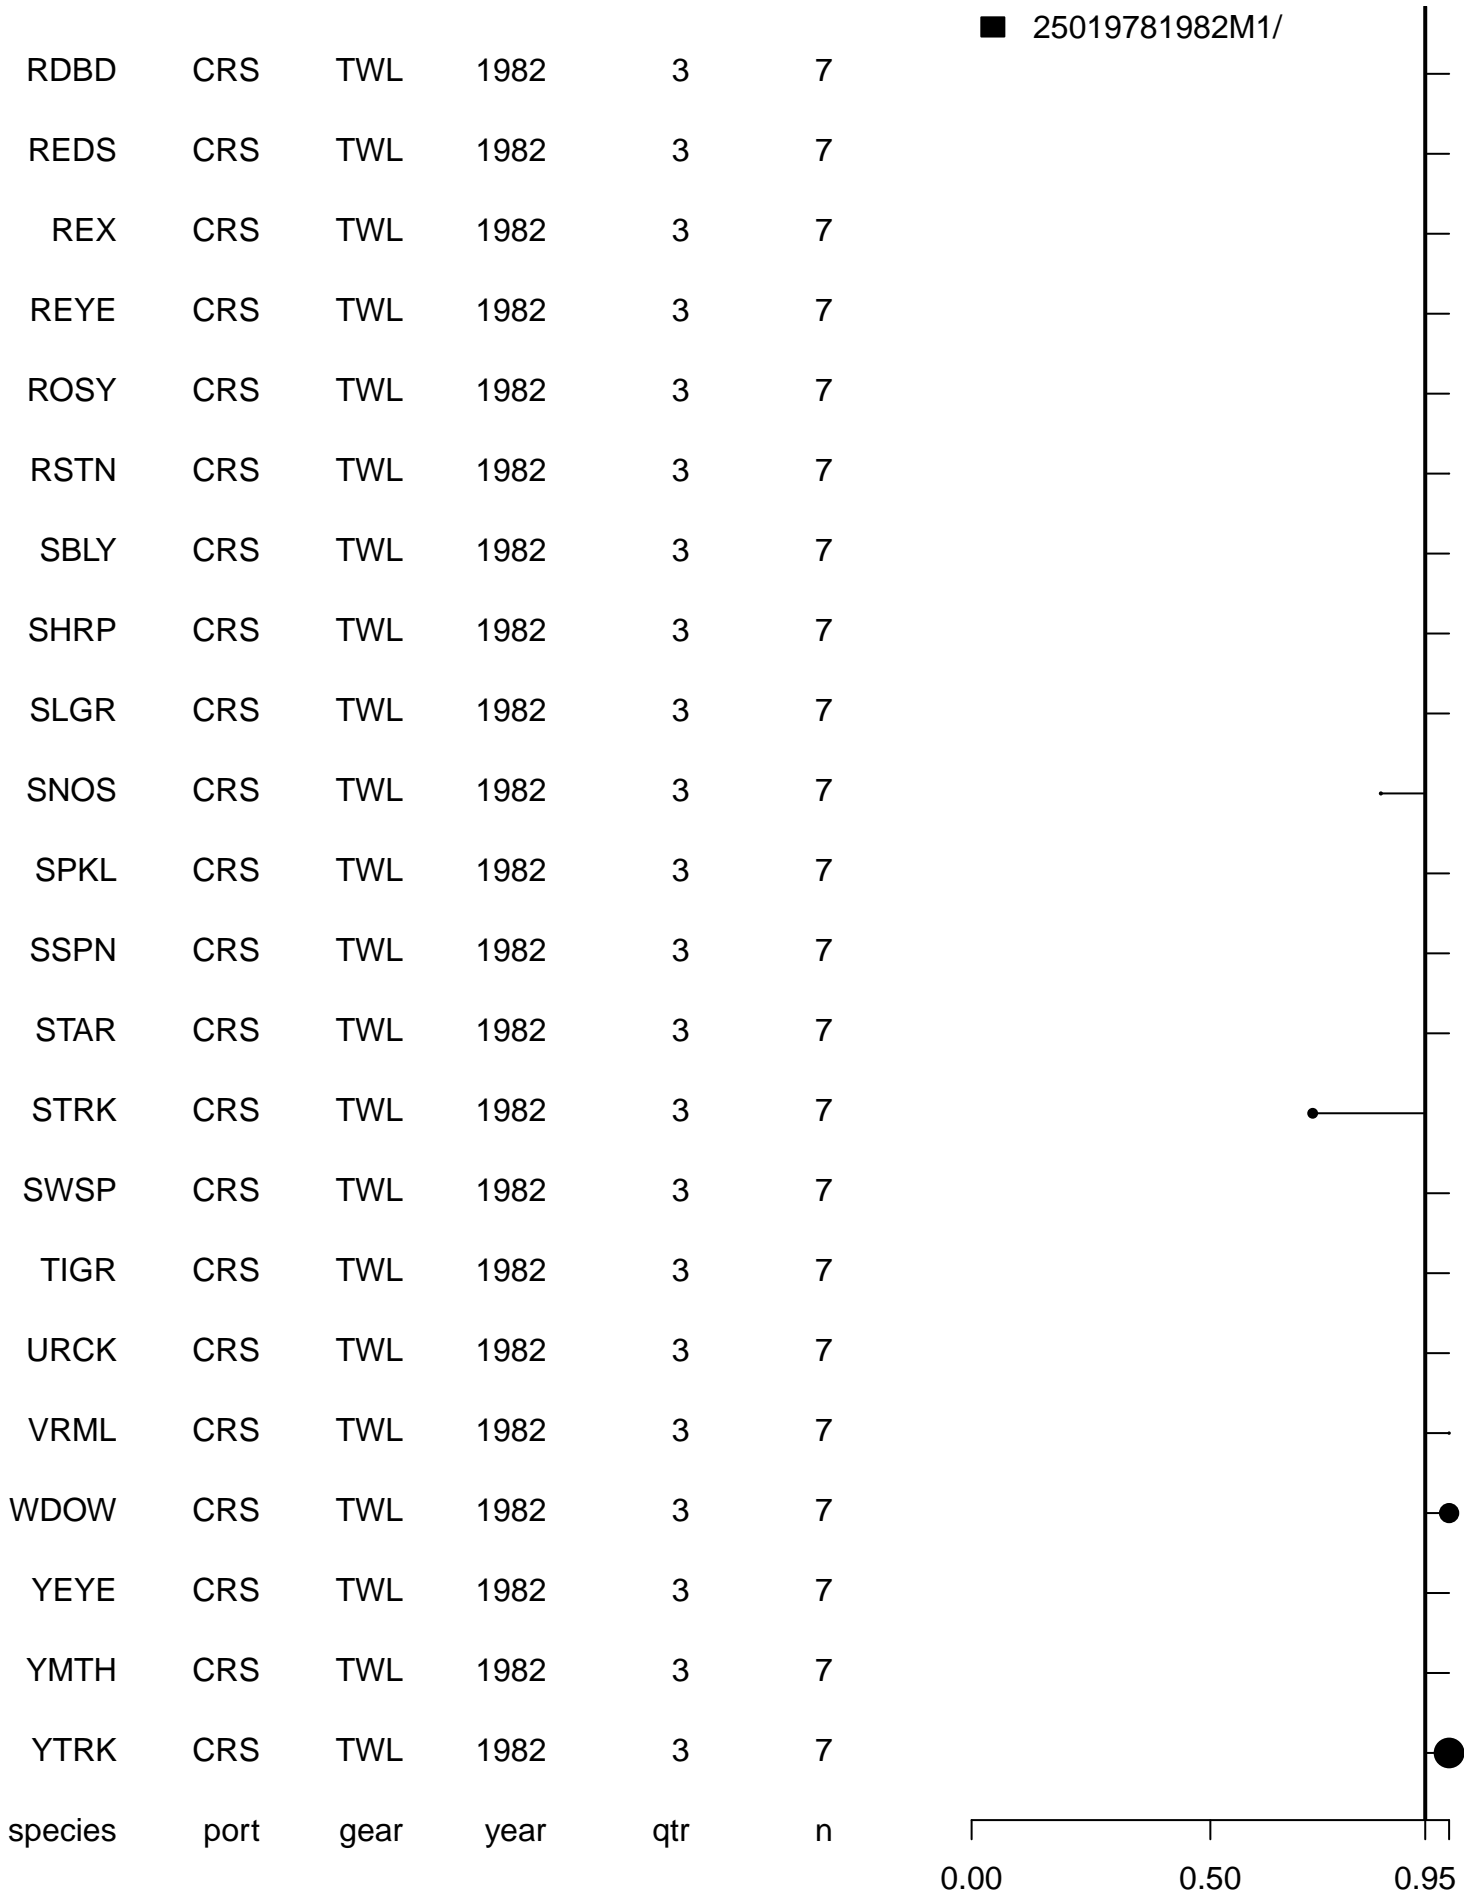 25019781982M1/
RDBD CRS TWL 1982 3 7
REDS CRS TWL 1982 3 7
REX CRS TWL 1982 3 7
REYE CRS TWL 1982 3 7
ROSY CRS TWL 1982 3 7
RSTN CRS TWL 1982 3 7
SBLY CRS TWL 1982 3 7
SHRP CRS TWL 1982 3 7
SLGR CRS TWL 1982 3 7
SNOS CRS TWL 1982 3 7
SPKL CRS TWL 1982 3 7
SSPN CRS TWL 1982 3 7
STAR CRS TWL 1982 3 7
STRK CRS TWL 1982 3 7
SWSP CRS TWL 1982 3 7
TIGR CRS TWL 1982 3 7
URCK CRS TWL 1982 3 7
VRML CRS TWL 1982 3 7
WDOW CRS TWL 1982 3 7
YEYE CRS TWL 1982 3 7
YMTH CRS TWL 1982 3 7
YTRK CRS TWL 1982 3 7
species port gear year qtr n
0.00 0.50 0.95